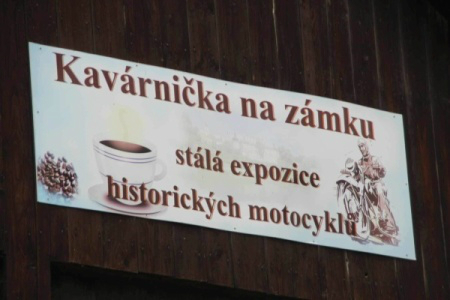 Kavárnička na zámku
stálá expozice
historických motocyklů